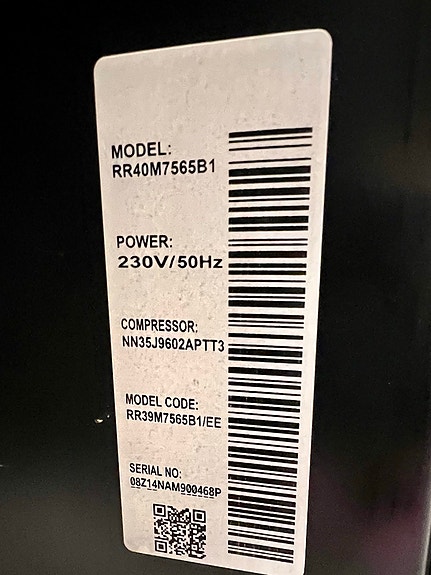 MODEL:
RR40M7565B1
POWER:
230V/50Hz
COMPRESSOR:
NN35J9602APTT3
MODEL CODE:
RR39M7565B1/EE
SERIAL NO:
08Z14NAM900468P